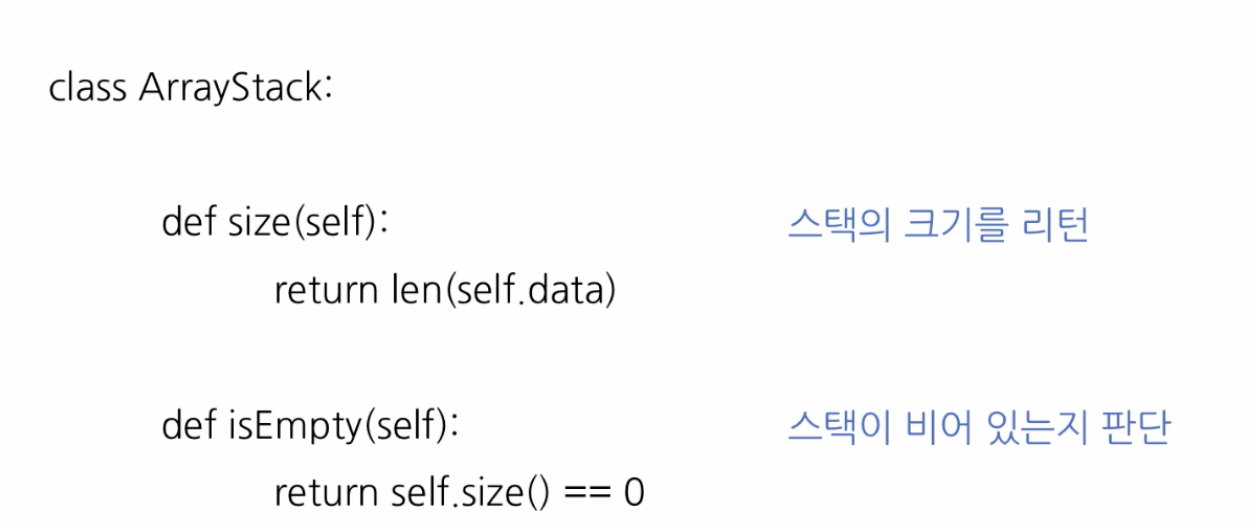 class ArrayStack:
def size(self): 스택의 크기를 리턴
return len(self.data)
def isEmpty(self): 스택이 비어 있는지 판단
return self.size() == 0